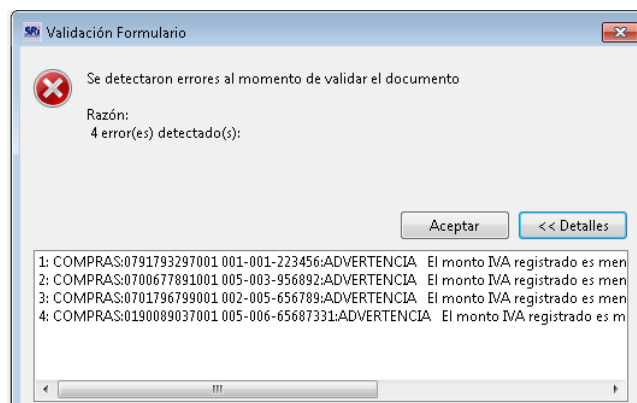 SRi Validación Formulario
Se detectaron errores al momento de validar el documento
Razón:
4 error(es) detectado(s):
Aceptar
<< Detalles
1: COMPRAS:0791793297001 001-001-223456:ADVERTENCIA El monto IVA registrado es men
2: COMPRAS:0700677891001 005-003-956892:ADVERTENCIA El monto IVA registrado es men
3: COMPRAS:0701796799001 002-005-656789:ADVERTENCIA El monto IVA registrado es men
4: COMPRAS:0190089037001 005-006-65687331:ADVERTENCIA El monto IVA registrado es m